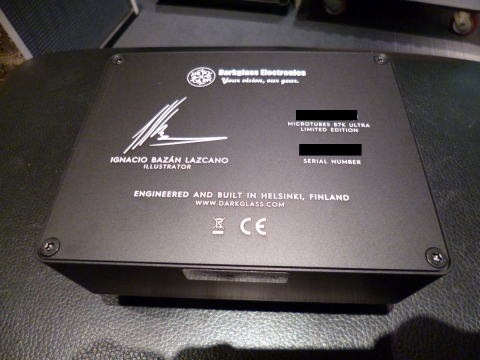 Darkglass Electronics
Your vision, our gear.
MICROTUBES B7K ULTRA
LIMITED EDITION
IGNACIO BAZÁN LAZCANO
ILLUSTRATOR
SERIAL NUMBER
ENGINEERED AND BUILT IN HELSINKI, FINLAND
WWW.DARKGLASS.COM
CE